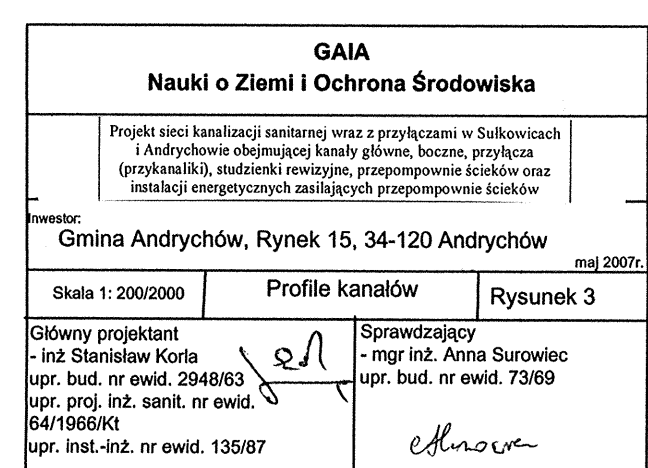 GAIA
Nauki o Ziemi i Ochrona Środowiska
Projekt sieci kanalizacji sanitarnej wraz z przyłączami w Sułkowicach
i Andrychowie obejmującej kanały główne, boczne, przyłącza
(przykanaliki), studzienki rewizyjne, przepompownie ścieków oraz
instalacji energetycznych zasilających przepompownie ścieków
Inwestor:
Gmina Andrychów, Rynek 15, 34-120 Andrychów
maj 2007r.
Skala 1: 200/2000
Profile kanałów
Rysunek 3
Główny projektant
- inż Stanisław Korla
upr. bud. nr ewid. 2948/63
upr. proj. inż. sanit. nr ewid.
64/1966/Kt
upr. inst.-inż. nr ewid. 135/87
Sprawdzający
- mgr inż. Anna Surowiec
upr. bud. nr ewid. 73/69